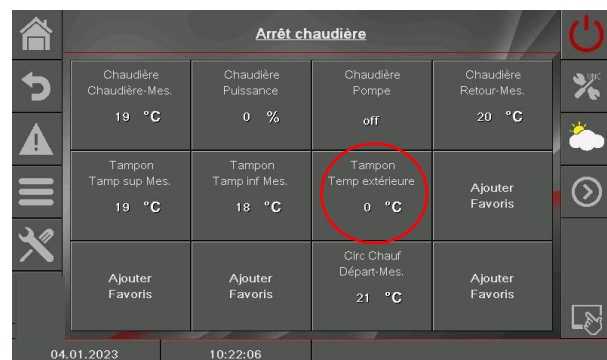 Arrêt chaudière
UNC
Chaudière
Chaudière-Mes.
19 °C
Chaudière
Puissance
0 %
Chaudière
Pompe
off
Chaudière
Retour-Mes.
20 °C
Tampon
Tamp sup Mes.
19 °C
Tampon
Tamp inf Mes.
18 °C
Tampon
Temp extérieure
0 °C
Ajouter
Favoris
Ajouter
Favoris
Ajouter
Favoris
Circ Chauf
Départ-Mes.
21 °C
Ajouter
Favoris
04.01.2023
10:22:06